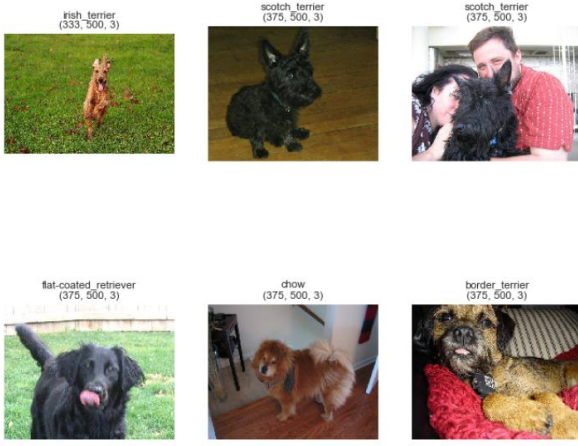 irish_terrier
(333, 500, 3)
scotch_terrier
(375, 500, 3)
scotch_terrier
(375, 500, 3)
flat-coated_retriever
(375, 500, 3)
chow
(375, 500, 3)
border_terrier
(375, 500, 3)